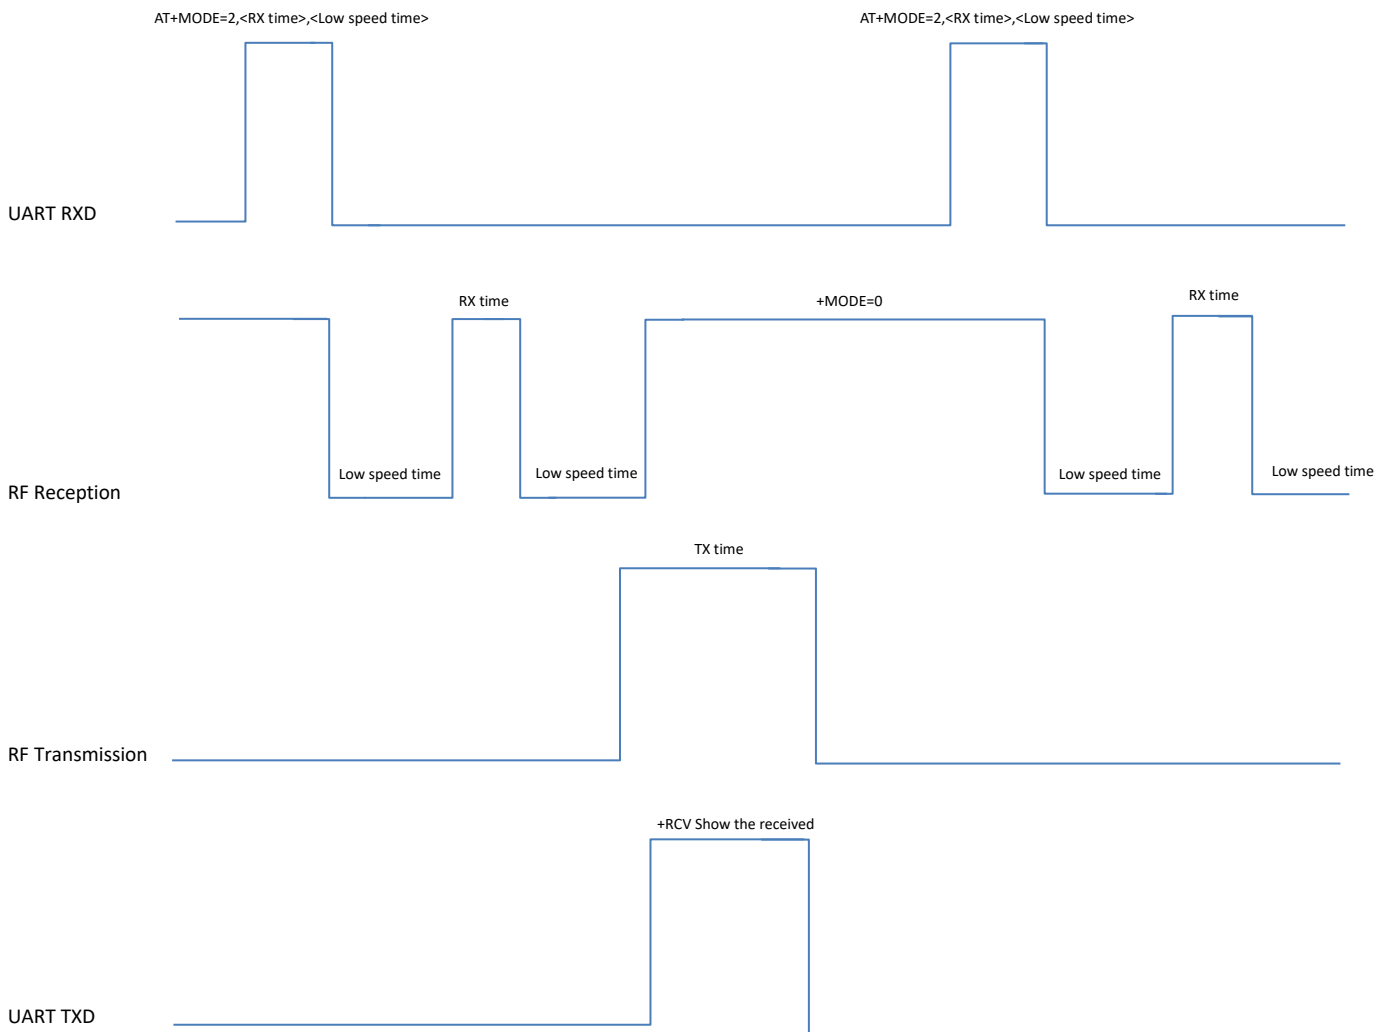 AT+MODE=2,<RX time>,<Low speed time>
AT+MODE=2,<RX time>,<Low speed time>
UART RXD
RX time
+MODE=0
RX time
Low speed time
Low speed time
Low speed time
Low speed time
RF Reception
TX time
RF Transmission
+RCV Show the received
UART TXD